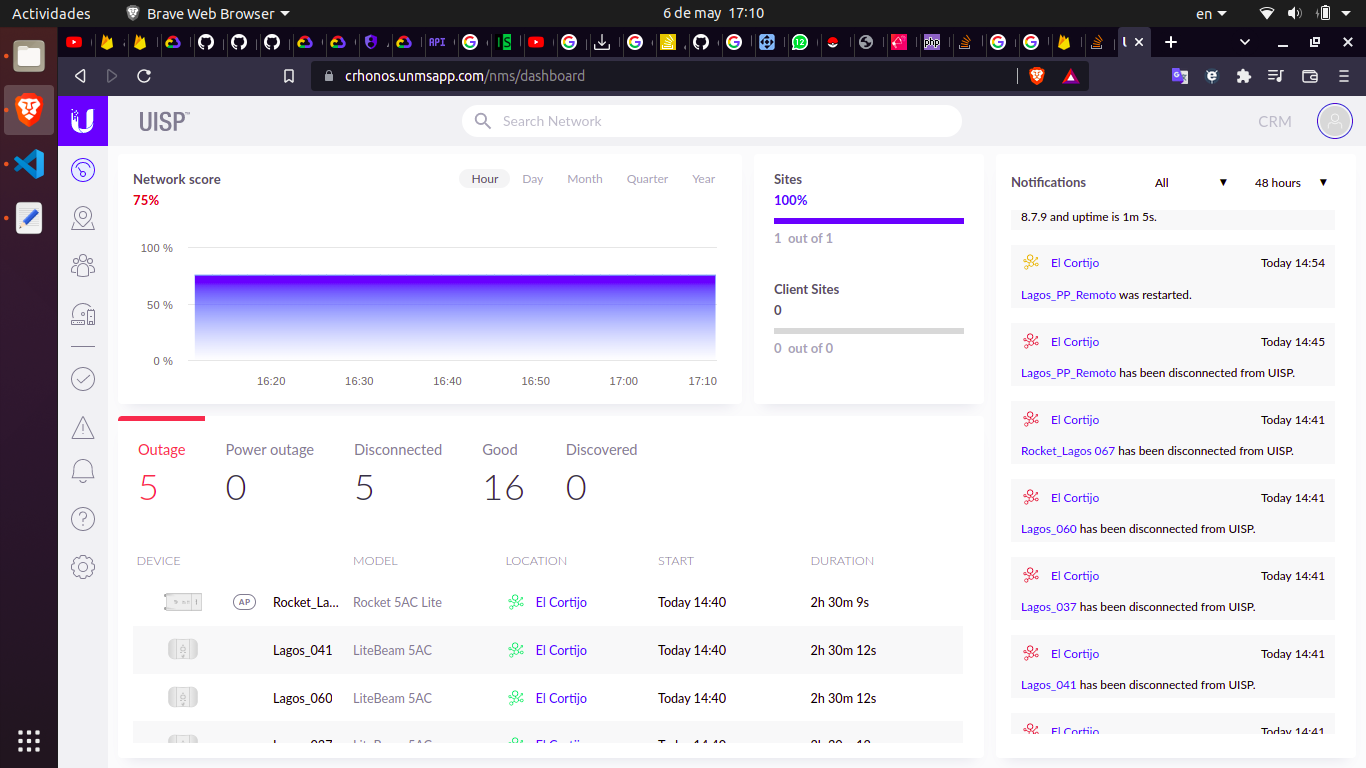 Actividades
Brave Web Browser
6 de may 17:10
en
API
12
php
crhonos.unmsapp.com/nms/dashboard
UISP™
Search Network
CRM
Network score
75%
Hour Day Month Quarter Year
100 %
50 %
0 %
16:20 16:30 16:40 16:50 17:00 17:10
Sites
100%
1 out of 1
Client Sites
0
0 out of 0
Outage Power outage Disconnected Good Discovered
5 0 5 16 0
DEVICE MODEL LOCATION START DURATION
AP Rocket_La... Rocket 5AC Lite El Cortijo Today 14:40 2h 30m 9s
Lagos_041 LiteBeam 5AC El Cortijo Today 14:40 2h 30m 12s
Lagos_060 LiteBeam 5AC El Cortijo Today 14:40 2h 30m 12s
El Cortijo
Notifications All 48 hours
8.7.9 and uptime is 1m 5s.
El Cortijo Today 14:54
Lagos_PP_Remoto was restarted.
El Cortijo Today 14:45
Lagos_PP_Remoto has been disconnected from UISP.
El Cortijo Today 14:41
Rocket_Lagos 067 has been disconnected from UISP.
El Cortijo Today 14:41
Lagos_060 has been disconnected from UISP.
El Cortijo Today 14:41
Lagos_037 has been disconnected from UISP.
El Cortijo Today 14:41
Lagos_041 has been disconnected from UISP.
El Cortijo Today 14:41